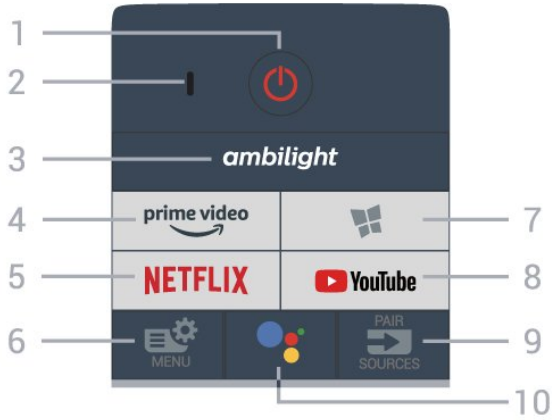 1
2
3
ambilight
4
prime video
7
5
NETFLIX
YouTube
8
6
MENU
PAIR
SOURCES
9
10